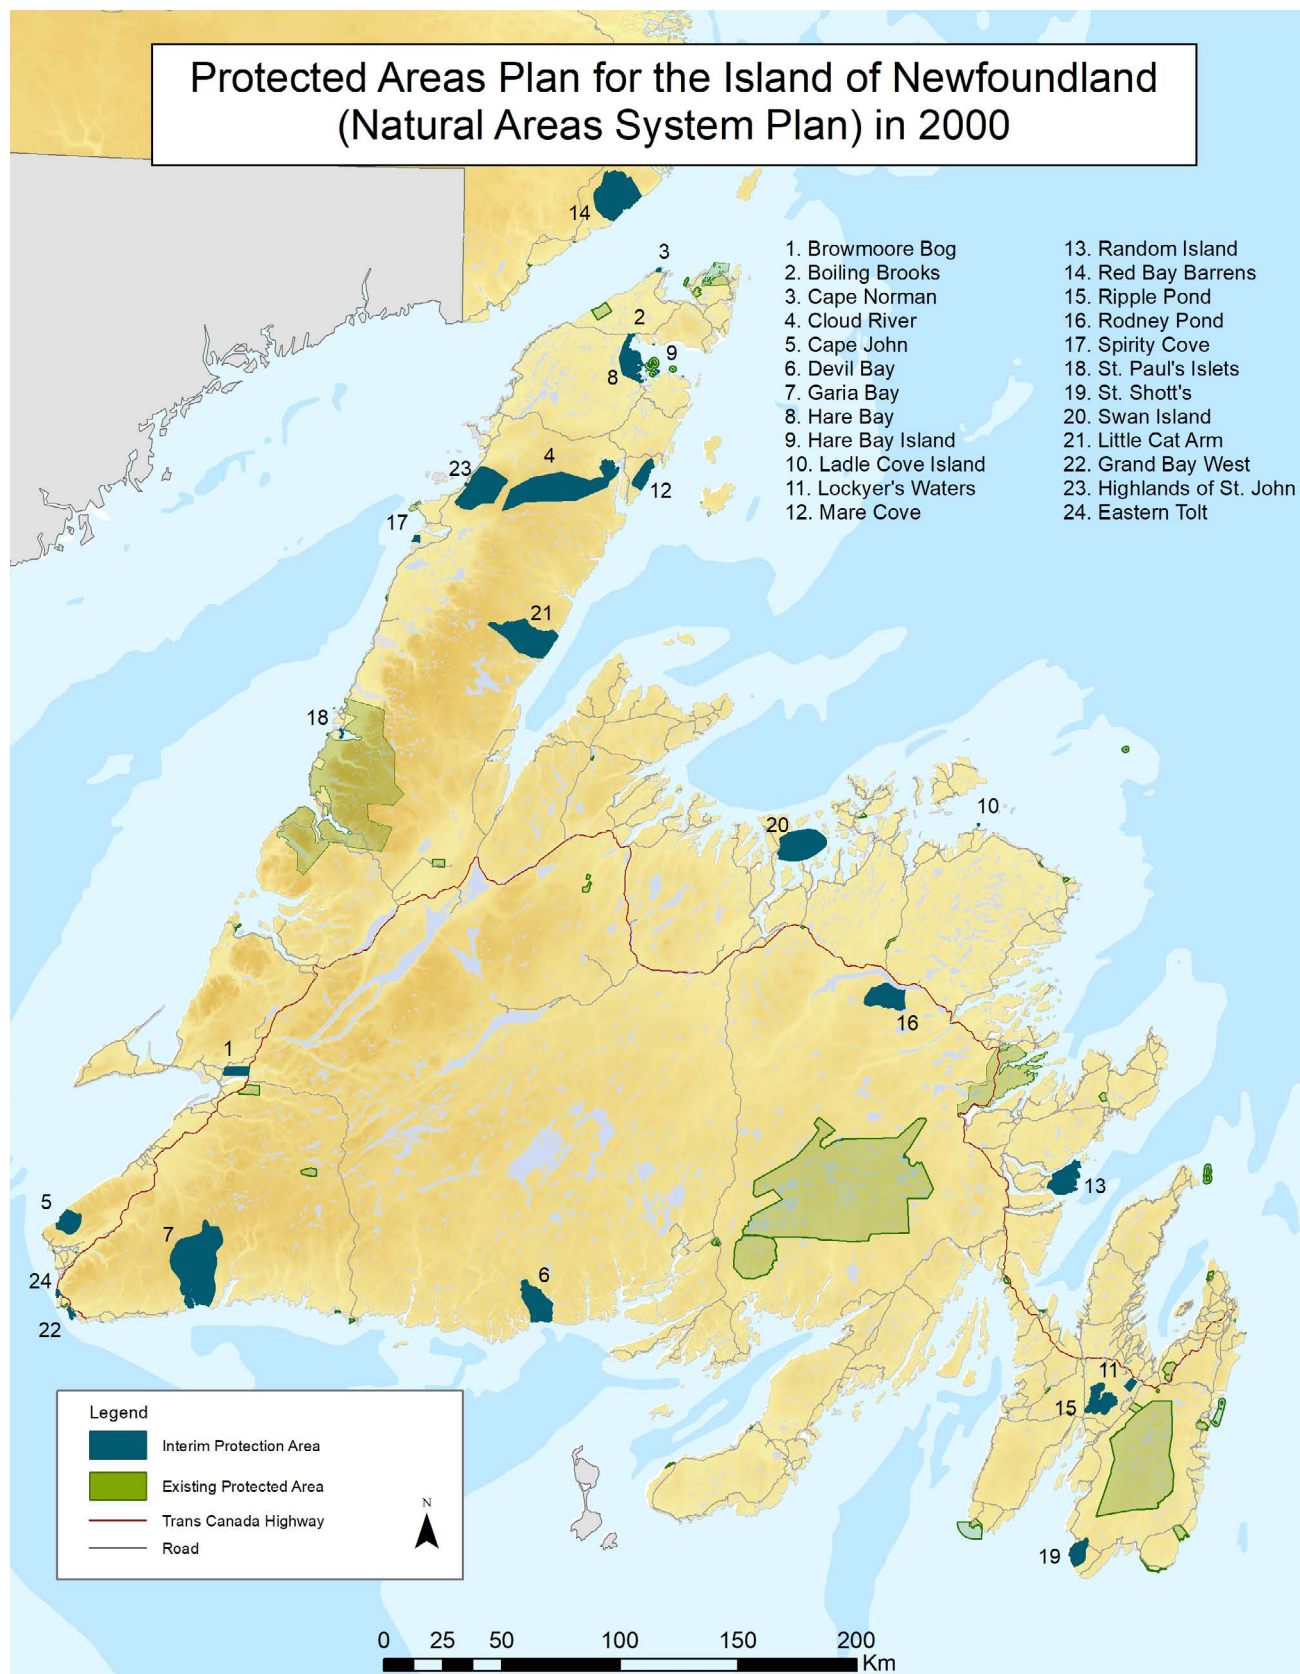 Protected Areas Plan for the Island of Newfoundland
(Natural Areas System Plan) in 2000
14
3
1. Browmoore Bog
2. Boiling Brooks
3. Cape Norman
4. Cloud River
5. Cape John
6. Devil Bay
7. Garia Bay
8. Hare Bay
9. Hare Bay Island
10. Ladle Cove Island
11. Lockyer's Waters
12. Mare Cove
13. Random Island
14. Red Bay Barrens
15. Ripple Pond
16. Rodney Pond
17. Spirity Cove
18. St. Paul's Islets
19. St. Shott's
20. Swan Island
21. Little Cat Arm
22. Grand Bay West
23. Highlands of St. John
24. Eastern Tolt
2
9
8
4
23
12
17
21
18
10
20
16
1
13
5
7
24
6
22
11
15
19
Legend
Interim Protection Area
Existing Protected Area
Trans Canada Highway
Road
N
0 25 50 100 150 200
Km